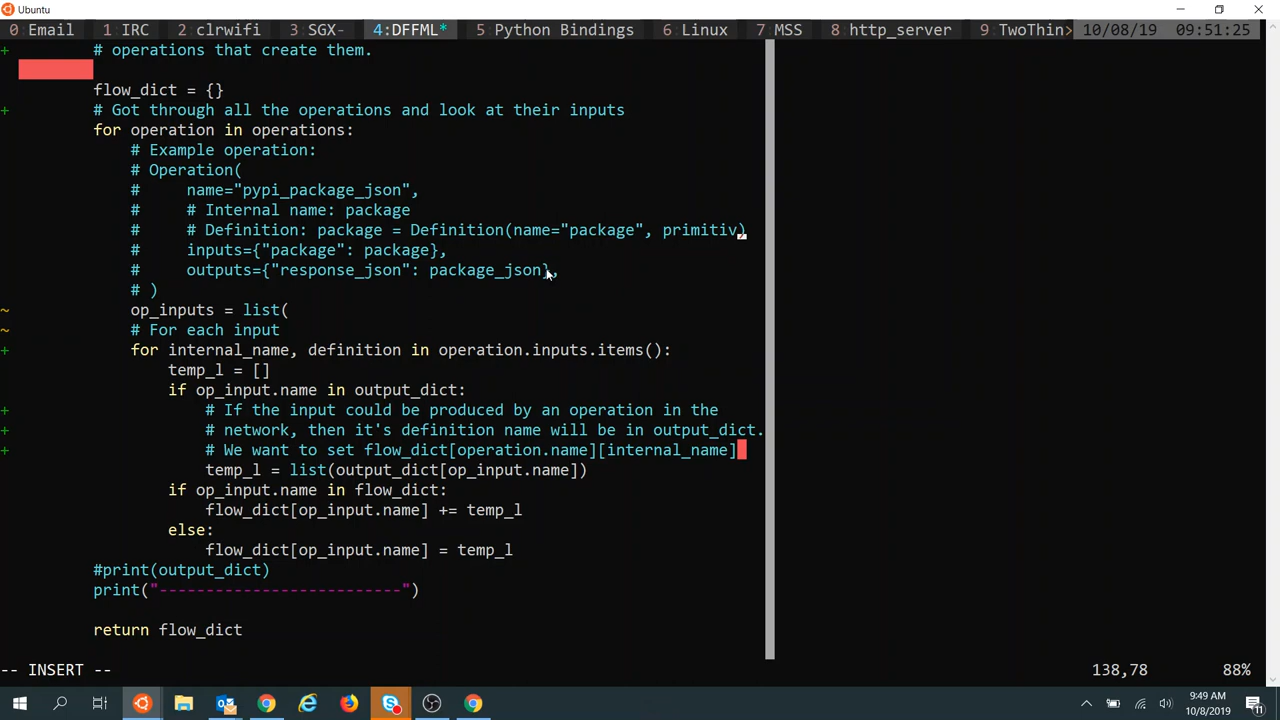 Ubuntu
0 Email 1 IRC 2 clrwifi 3 SGX- 4:DFFML* 5 Python Bindings 6 Linux 7 MSS 8 http_server 9 TwoThin> 10/08/19 09:51:25
+ # operations that create them.
flow_dict = {}
+ # Got through all the operations and look at their inputs
for operation in operations:
# Example operation:
# Operation(
# name="pypi_package_json",
# # Internal name: package
# # Definition: package = Definition(name="package", primitiv)
# inputs={"package": package},
# outputs={"response_json": package_json},
# )
~ op_inputs = list(
~ # For each input
+ for internal_name, definition in operation.inputs.items():
temp_l = []
if op_input.name in output_dict:
+ # If the input could be produced by an operation in the
+ # network, then it's definition name will be in output_dict.
+ # We want to set flow_dict[operation.name][internal_name]
temp_l = list(output_dict[op_input.name])
if op_input.name in flow_dict:
flow_dict[op_input.name] += temp_l
else:
flow_dict[op_input.name] = temp_l
#print(output_dict)
print("--------------------------")
return flow_dict
-- INSERT -- 138,78 88%
9:49 AM
10/8/2019
11